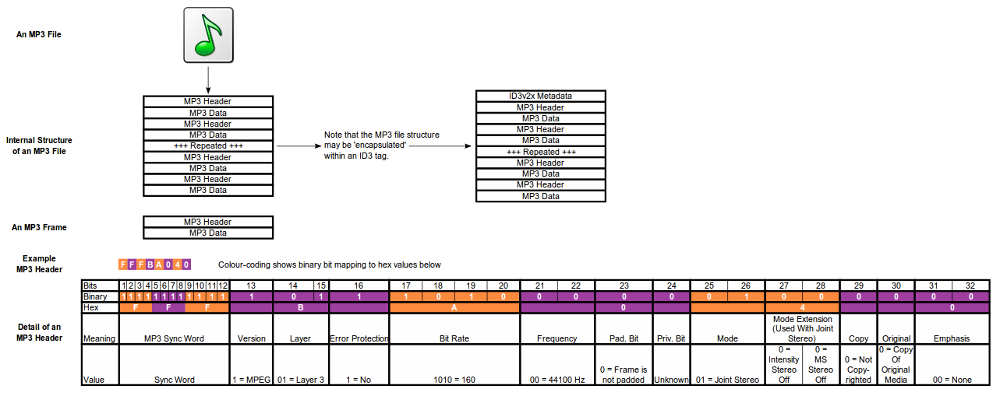 An MP3 File
Internal Structure
of an MP3 File
MP3 Header
MP3 Data
MP3 Header
MP3 Data
+++ Repeated +++
MP3 Header
MP3 Data
MP3 Header
MP3 Data
Note that the MP3 file structure
may be 'encapsulated'
within an ID3 tag.
ID3v2x Metadata
MP3 Header
MP3 Data
MP3 Header
MP3 Data
+++ Repeated +++
MP3 Header
MP3 Data
MP3 Header
MP3 Data
An MP3 Frame
MP3 Header
MP3 Data
Example
MP3 Header
F F F B A 0 4 0
Colour-coding shows binary bit mapping to hex values below
Detail of an
MP3 Header
Bits 1 2 3 4 5 6 7 8 9 10 11 12 13 14 15 16 17 18 19 20 21 22 23 24 25 26 27 28 29 30 31 32
Binary 1 1 1 1 1 1 1 1 1 1 1 1 1 0 1 1 1 0 1 0 0 0 0 0 0 1 0 0 0 0 0 0
Hex F F F B A 0 4 0
Meaning MP3 Sync Word Version Layer Error Protection Bit Rate Frequency Pad. Bit Priv. Bit Mode
Mode Extension
(Used With Joint
Stereo)
Copy Original Emphasis
Value Sync Word 1 = MPEG 01 = Layer 3 1 = No 1010 = 160 00 = 44100 Hz
0 = Frame is
not padded
Unknown 01 = Joint Stereo
0 =
Intensity
Stereo
Off
0 =
MS
Stereo
Off
0 = Not
Copy-
righted
0 = Copy
Of
Original
Media
00 = None